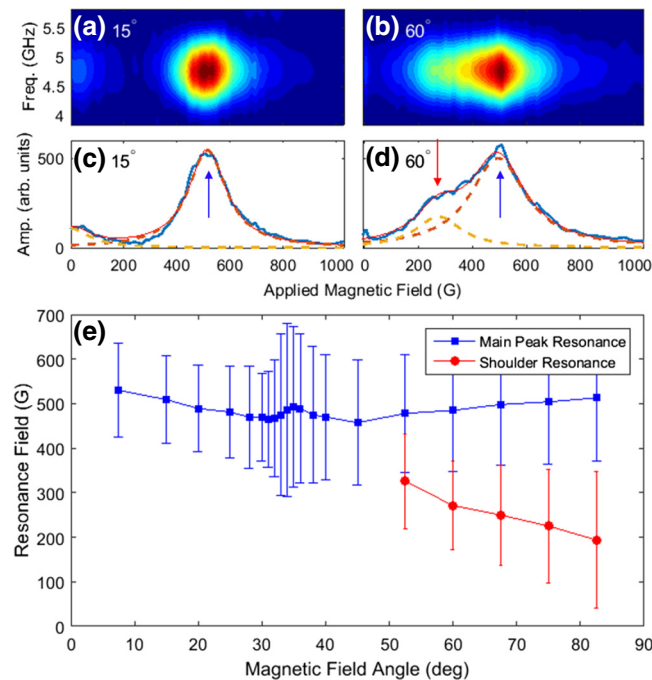 (a) 15°
(b) 60°
Freq. (GHz)
5.5
5
4.5
4
(c) 15°
(d) 60°
Amp. (arb. units)
500
0
0 200 400 600 800 1000
0 200 400 600 800 1000
Applied Magnetic Field (G)
(e)
Main Peak Resonance
Shoulder Resonance
Resonance Field (G)
700
600
500
400
300
200
100
0
0 10 20 30 40 50 60 70 80 90
Magnetic Field Angle (deg)